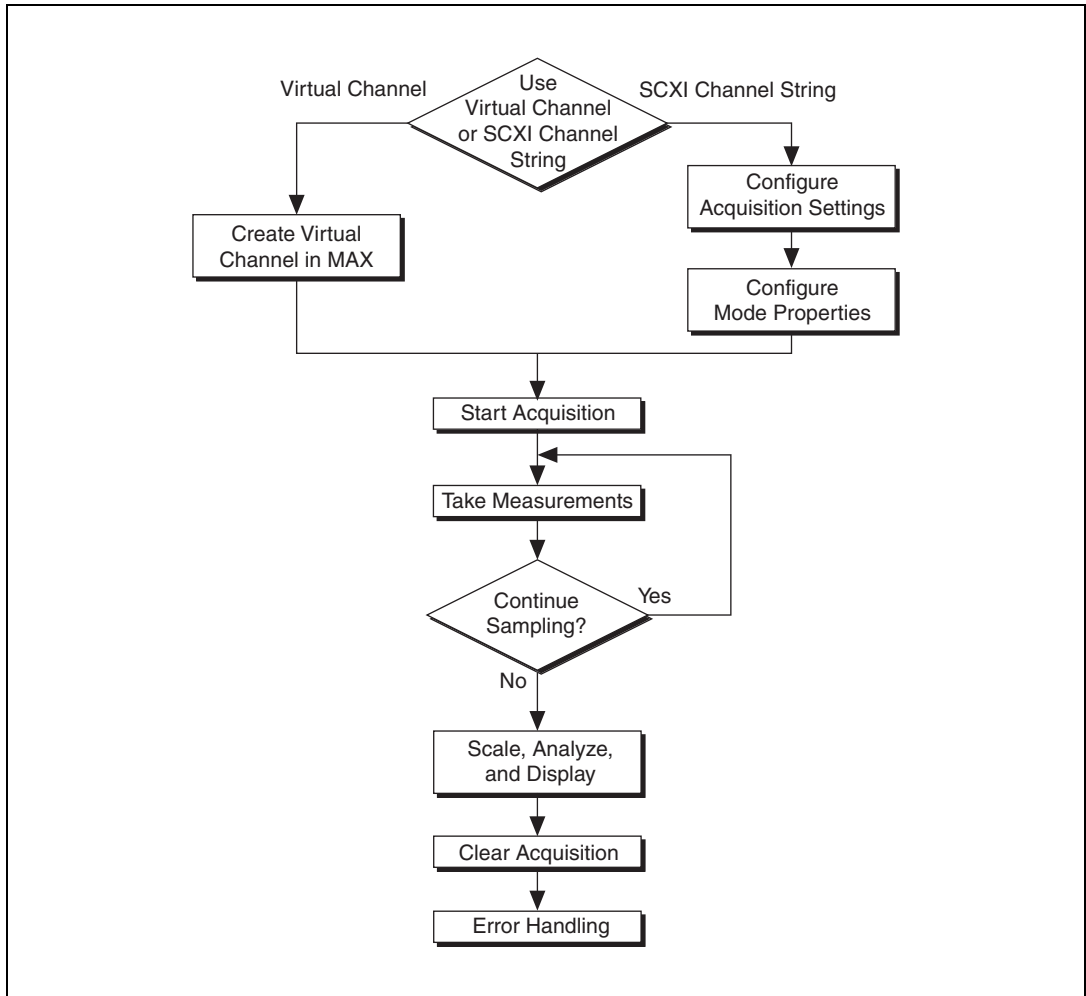 Use
Virtual Channel
or SCXI Channel
String
Virtual Channel
SCXI Channel String
Create Virtual
Channel in MAX
Configure
Acquisition Settings
Configure
Mode Properties
Start Acquisition
Take Measurements
Continue
Sampling?
Yes
No
Scale, Analyze,
and Display
Clear Acquisition
Error Handling